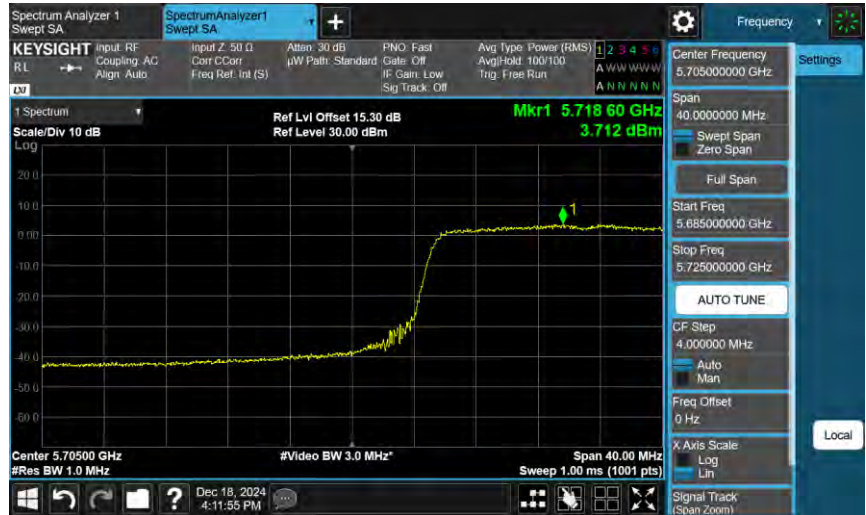 Spectrum Analyzer 1
Swept SA
SpectrumAnalyzer1
Swept SA
Frequency
KEYSIGHT
RL
Input: RF
Coupling: AC
Align: Auto
Input Z: 50 Ω
Corr CCorr
Freq Ref: Int (S)
Atten: 30 dB
µW Path: Standard
PNO: Fast
Gate: Off
IF Gain: Low
Sig Track: Off
Avg Type: Power (RMS)
Avg|Hold: 100/100
Trig: Free Run
1 2 3 4 5 6
A W W W W W
A N N N N N
LXI
1 Spectrum
Scale/Div 10 dB
Log
Ref Lvl Offset 15.30 dB
Ref Level 30.00 dBm
Mkr1 5.718 60 GHz
3.712 dBm
20.0
10.0
0.00
-10.0
-20.0
-30.0
-40.0
-50.0
-60.0
1
Center 5.70500 GHz
#Res BW 1.0 MHz
#Video BW 3.0 MHz*
Span 40.00 MHz
Sweep 1.00 ms (1001 pts)
Center Frequency
5.705000000 GHz
Span
40.0000000 MHz
Swept Span
Zero Span
Full Span
Start Freq
5.685000000 GHz
Stop Freq
5.725000000 GHz
AUTO TUNE
CF Step
4.000000 MHz
Auto
Man
Freq Offset
0 Hz
X Axis Scale
Log
Lin
Signal Track
(Span Zoom)
Settings
Local
?
Dec 18, 2024
4:11:55 PM